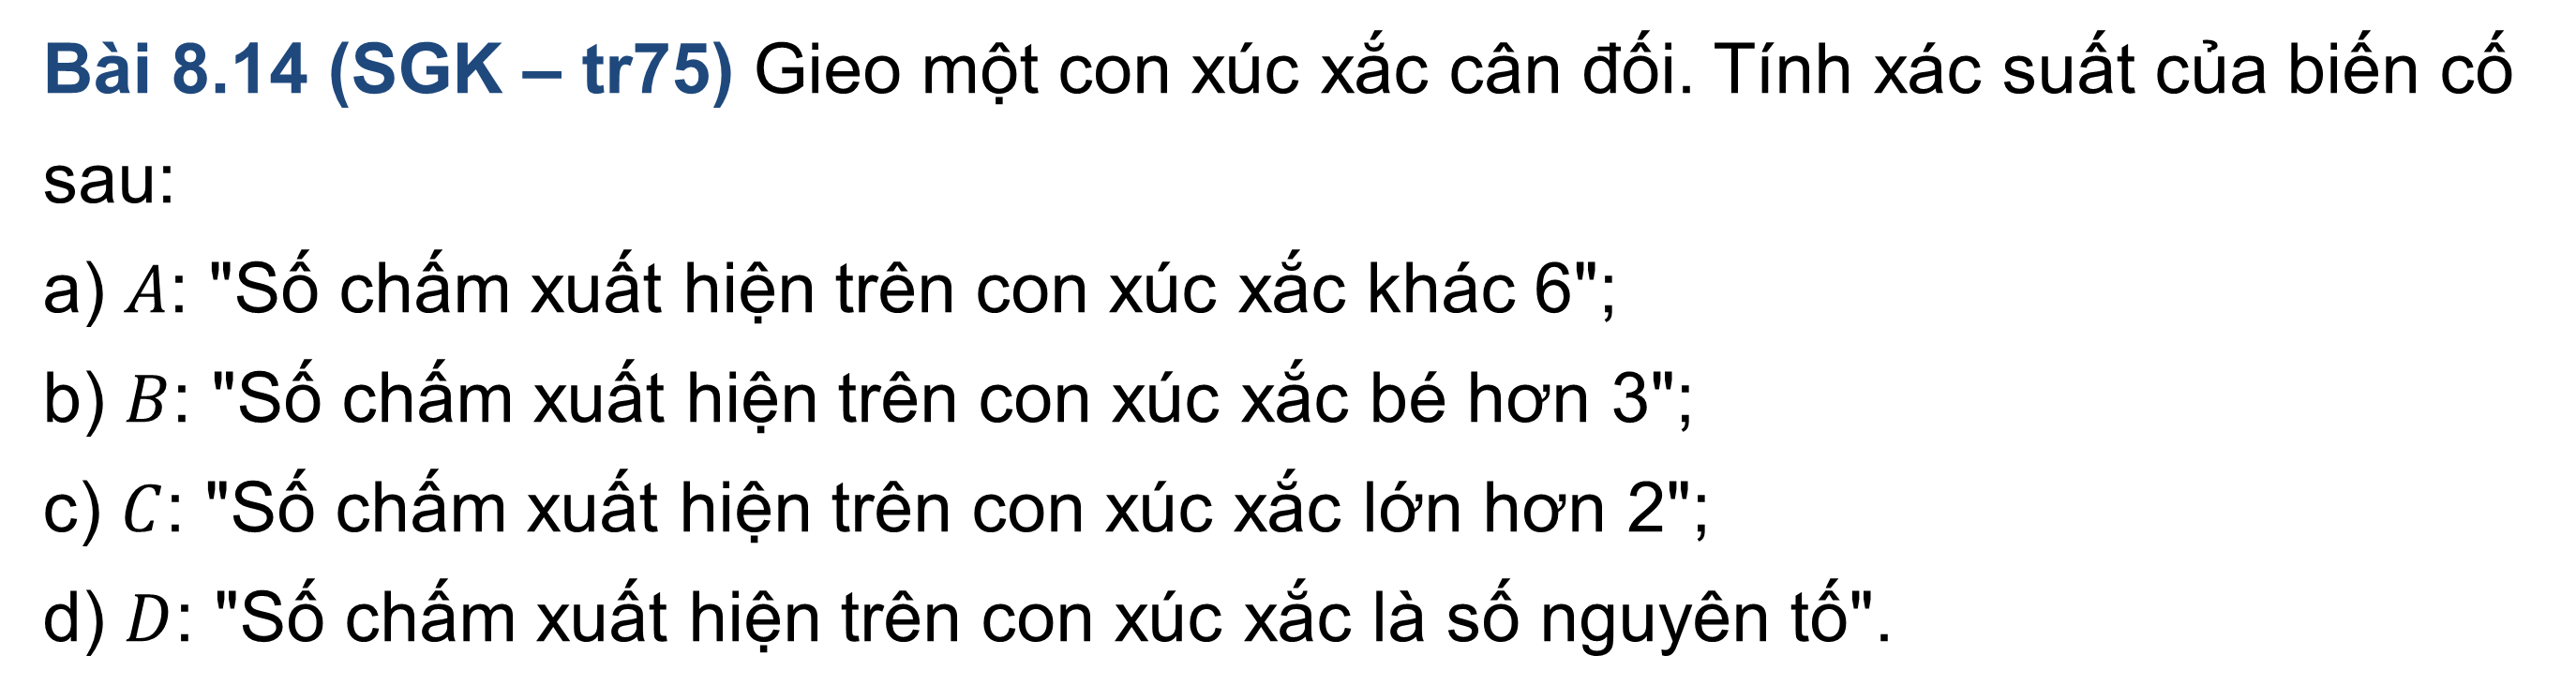 Bài 8.14 (SGK – tr75) Gieo một con xúc xắc cân đối. Tính xác suất của biến cố
sau:
a) A: "Số chấm xuất hiện trên con xúc xắc khác 6";
b) B: "Số chấm xuất hiện trên con xúc xắc bé hơn 3";
c) C: "Số chấm xuất hiện trên con xúc xắc lớn hơn 2";
d) D: "Số chấm xuất hiện trên con xúc xắc là số nguyên tố".